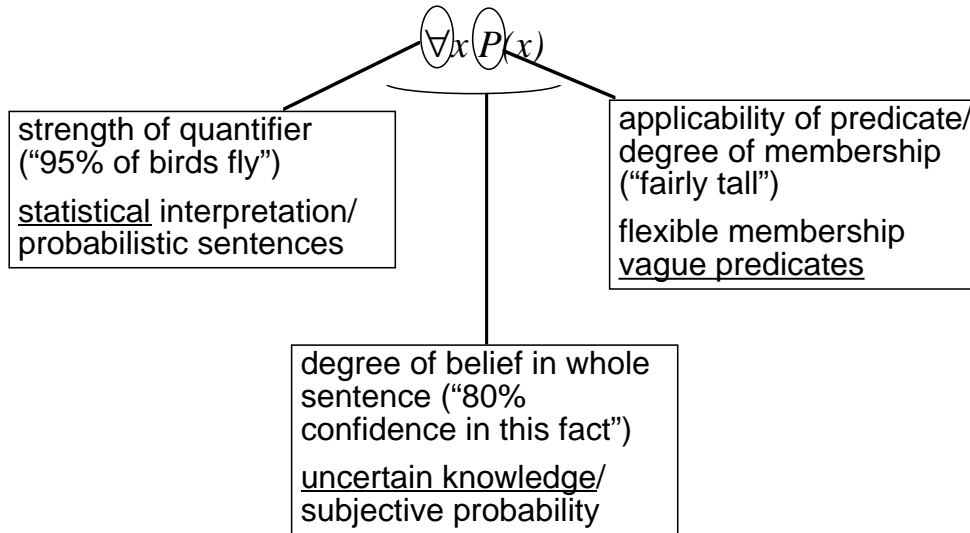 ∀x P(x)
strength of quantifier
(“95% of birds fly”)
statistical interpretation/
probabilistic sentences
applicability of predicate/
degree of membership
(“fairly tall”)
flexible membership
vague predicates
degree of belief in whole
sentence (“80%
confidence in this fact”)
uncertain knowledge/
subjective probability